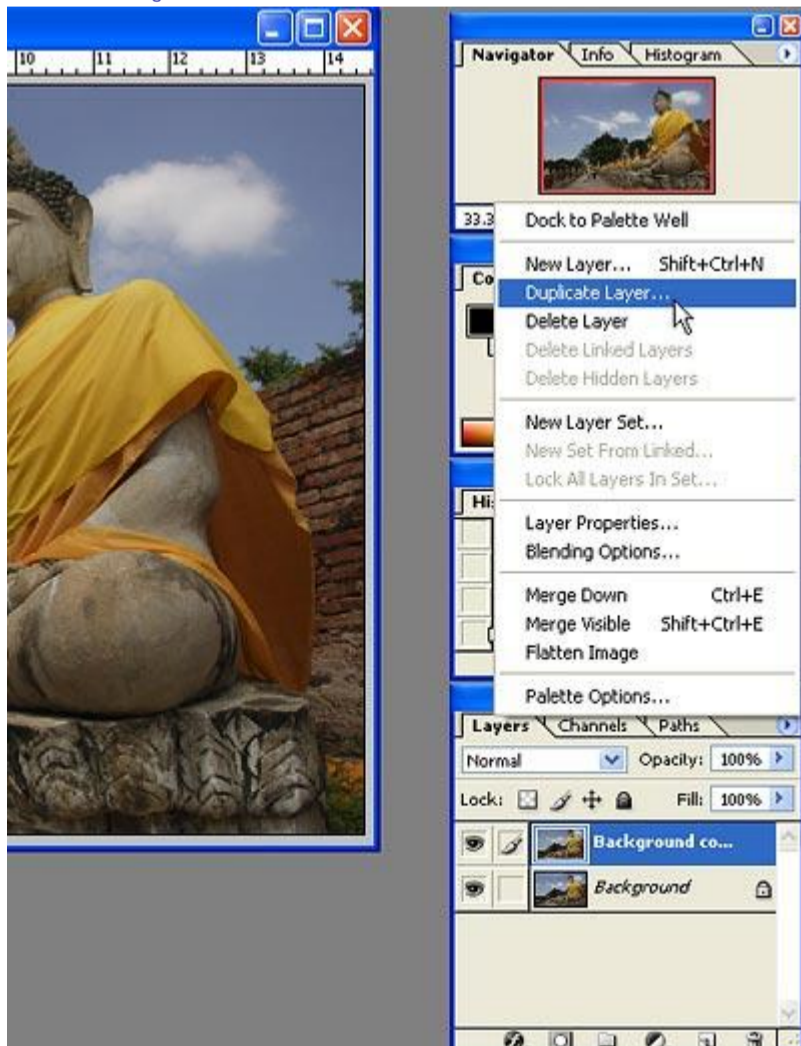 10 11 12 13 14
Navigator Info Histogram
33.3
Dock to Palette Well
New Layer... Shift+Ctrl+N
Co
Duplicate Layer...
Delete Layer
Delete Linked Layers
Delete Hidden Layers
New Layer Set...
New Set From Linked...
Lock All Layers In Set...
His
Layer Properties...
Blending Options...
Merge Down Ctrl+E
Merge Visible Shift+Ctrl+E
Flatten Image
Palette Options...
Layers Channels Paths
Normal Opacity: 100%
Lock: Fill: 100%
Background co...
Background